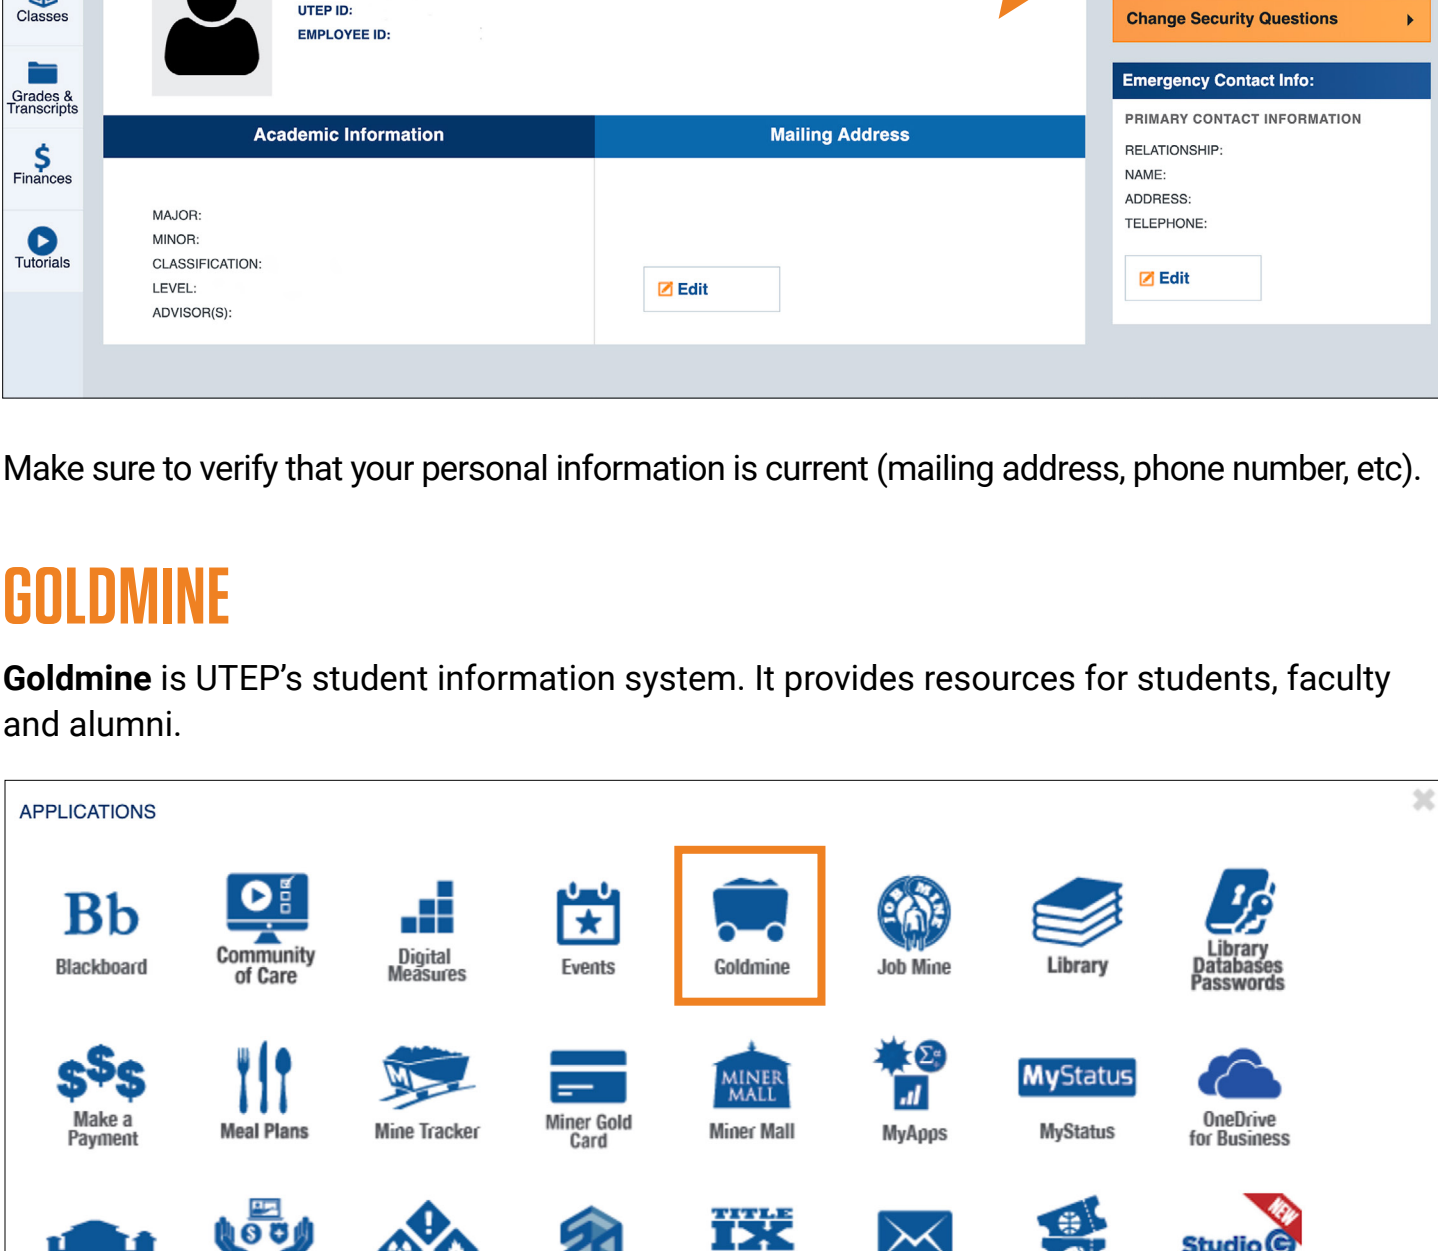 Classes
UTEP ID:
EMPLOYEE ID:
Change Security Questions
Grades &
Transcripts
Finances
Tutorials
Academic Information
Mailing Address
MAJOR:
MINOR:
CLASSIFICATION:
LEVEL:
ADVISOR(S):
Edit
Emergency Contact Info:
PRIMARY CONTACT INFORMATION
RELATIONSHIP:
NAME:
ADDRESS:
TELEPHONE:
Edit
Make sure to verify that your personal information is current (mailing address, phone number, etc).
GOLDMINE
Goldmine is UTEP's student information system. It provides resources for students, faculty
and alumni.
APPLICATIONS
Bb
Blackboard
Community
of Care
Digital
Measures
Events
Goldmine
JOB MINE
Job Mine
Library
Library
Databases
Passwords
$$$
Make a
Payment
Meal Plans
M
Mine Tracker
Miner Gold
Card
MINER
MALL
Miner Mall
MyApps
MyStatus
MyStatus
OneDrive
for Business
TITLE
IX
NEW
Studio G